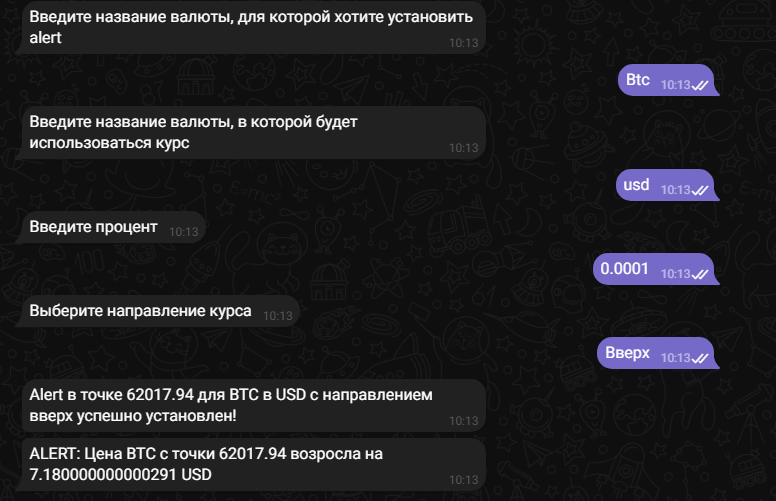 Введите название валюты, для которой хотите установить
alert
10:13
Btc 10:13
Введите название валюты, в которой будет
использоваться курс
10:13
usd 10:13
Введите процент 10:13
0.0001 10:13
Выберите направление курса 10:13
Вверх 10:13
Alert в точке 62017.94 для BTC в USD с направлением
вверх успешно установлен!
10:13
ALERT: Цена BTC с точки 62017.94 возросла на
7.180000000000291 USD
10:13